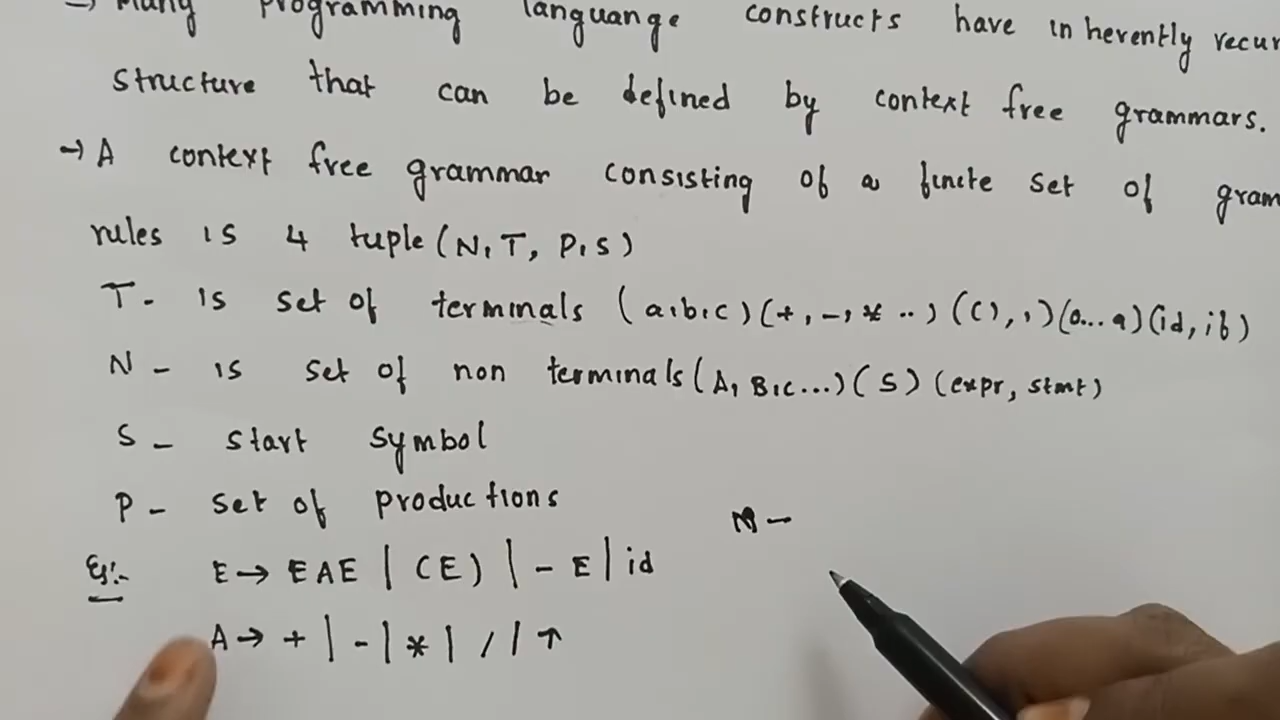 → Many programming languange constructs have inherently recur
structure that can be defined by context free grammars.
→ A context free grammar consisting of a finite set of gram
rules is 4 tuple (N, T, P, S)
T - is set of terminals (a,b,c) (+, -, * ..) ((), ,) (0...9) (id, if)
N - is set of non terminals (A, B, C...) (S) (expr, stmt)
S - start symbol
P - set of productions
N -
Eg:- E → EAE | (E) | - E | id
A → + | - | * | / | ↑